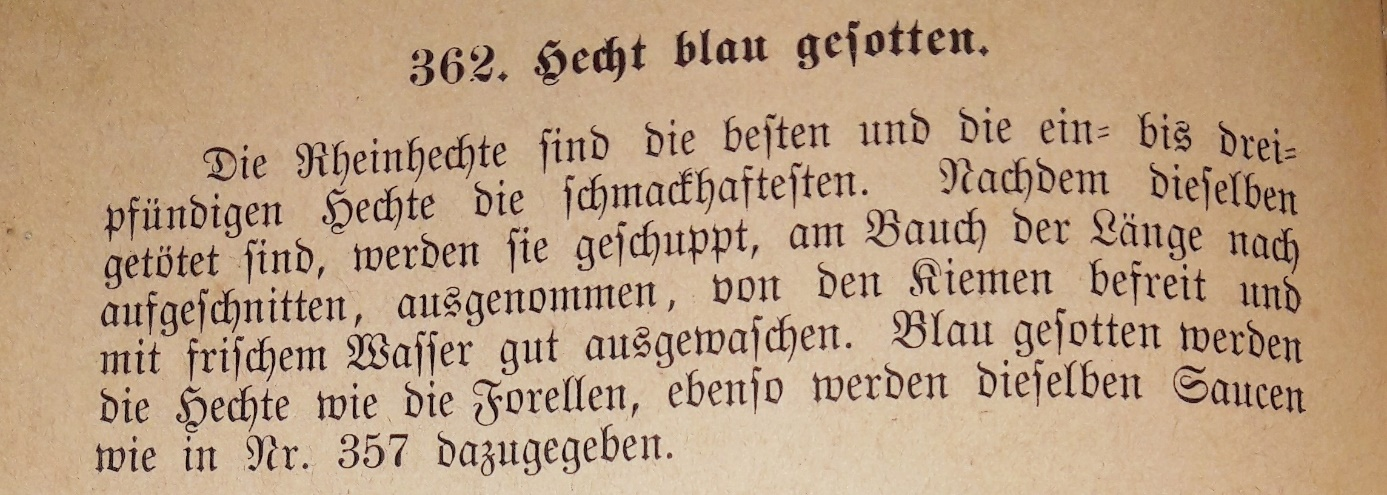 362. Hecht blau geſotten.
Die Rheinhechte ſind die beſten und die ein= bis drei=
pfündigen Hechte die ſchmackhafteſten. Nachdem dieſelben
getötet ſind, werden ſie geſchuppt, am Bauch der Länge nach
aufgeſchnitten, ausgenommen, von den Kiemen befreit und
mit friſchem Waſſer gut ausgewaſchen. Blau geſotten werden
die Hechte wie die Forellen, ebenſo werden dieſelben Saucen
wie in Nr. 357 dazugegeben.